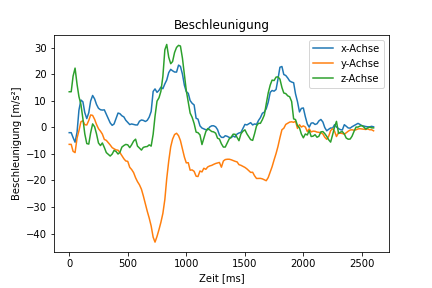 Beschleunigung
Beschleunigung [m/s²]
30
20
10
0
−10
−20
−30
−40
x-Achse
y-Achse
z-Achse
0
500
1000
1500
2000
2500
Zeit [ms]